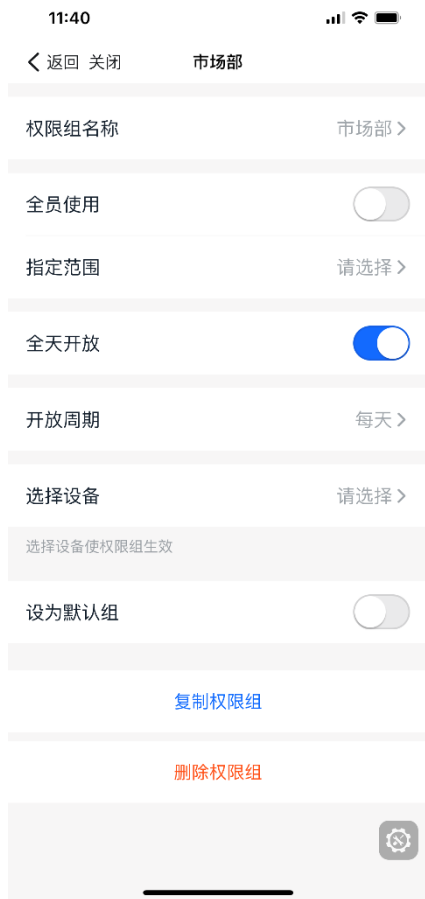 11:40
返回 关闭 市场部
权限组名称 市场部
全员使用
指定范围 请选择
全天开放
开放周期 每天
选择设备 请选择
选择设备使权限组生效
设为默认组
复制权限组
删除权限组